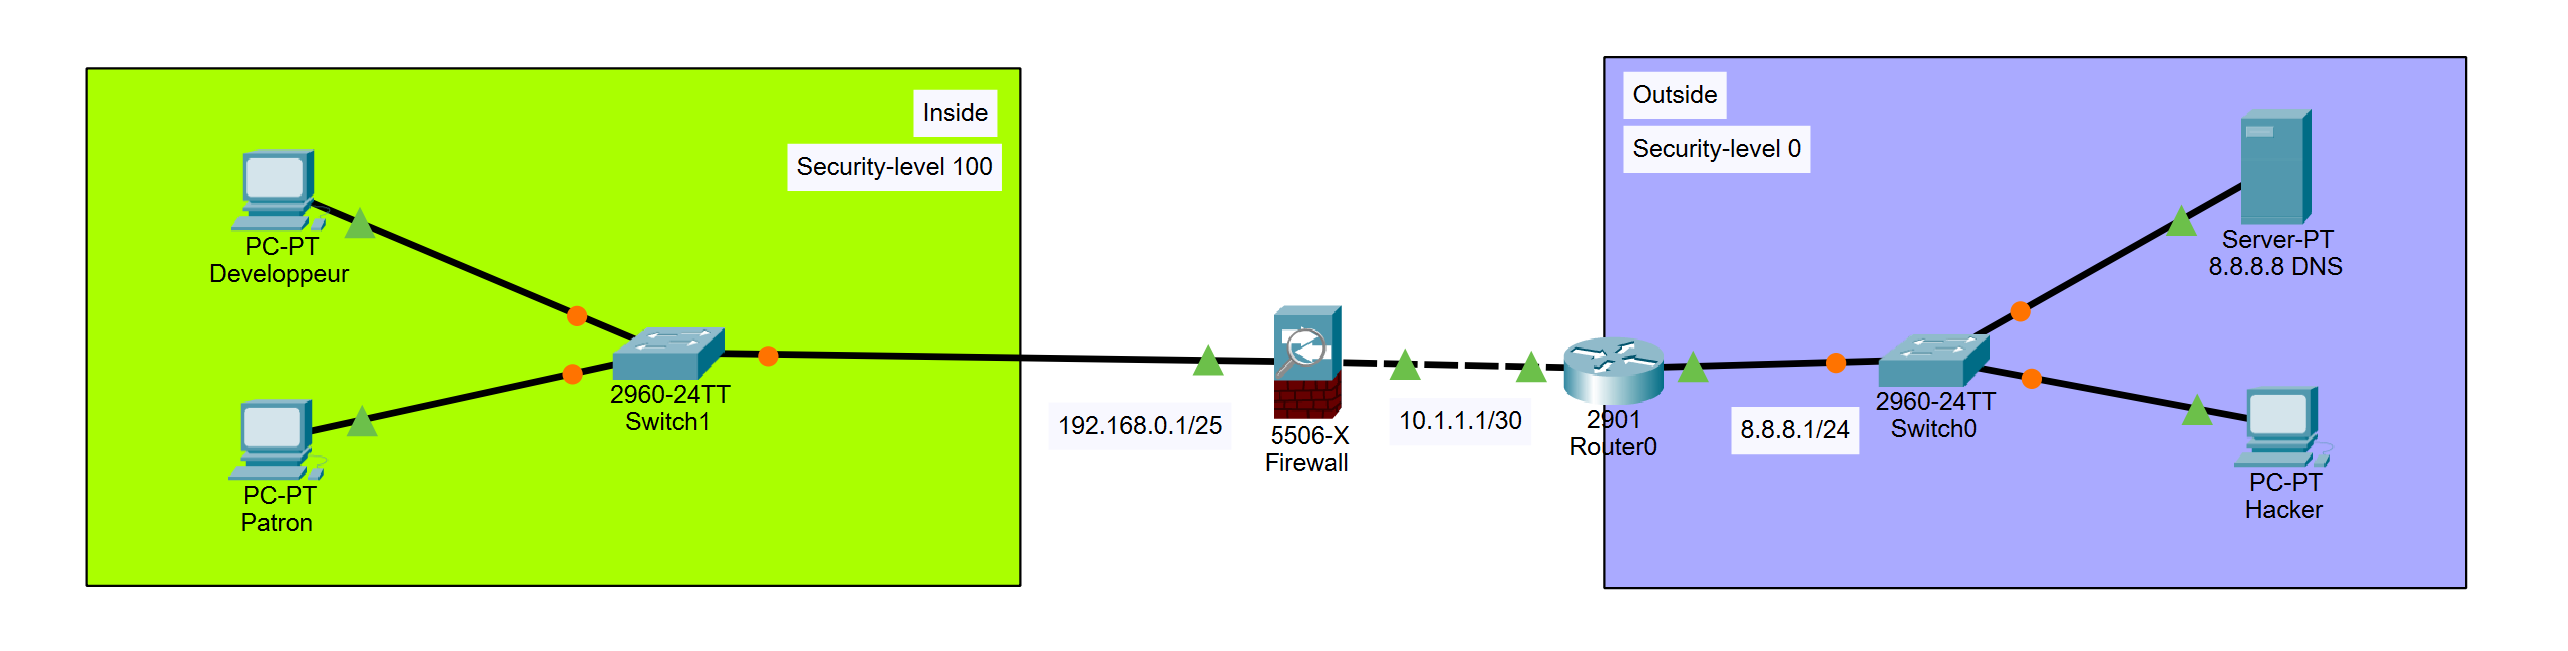 Inside
Security-level 100
PC-PT
Developpeur
2960-24TT
Switch1
PC-PT
Patron
192.168.0.1/25
5506-X
Firewall
10.1.1.1/30
Outside
Security-level 0
2901
Router0
8.8.8.1/24
2960-24TT
Switch0
Server-PT
8.8.8.8 DNS
PC-PT
Hacker